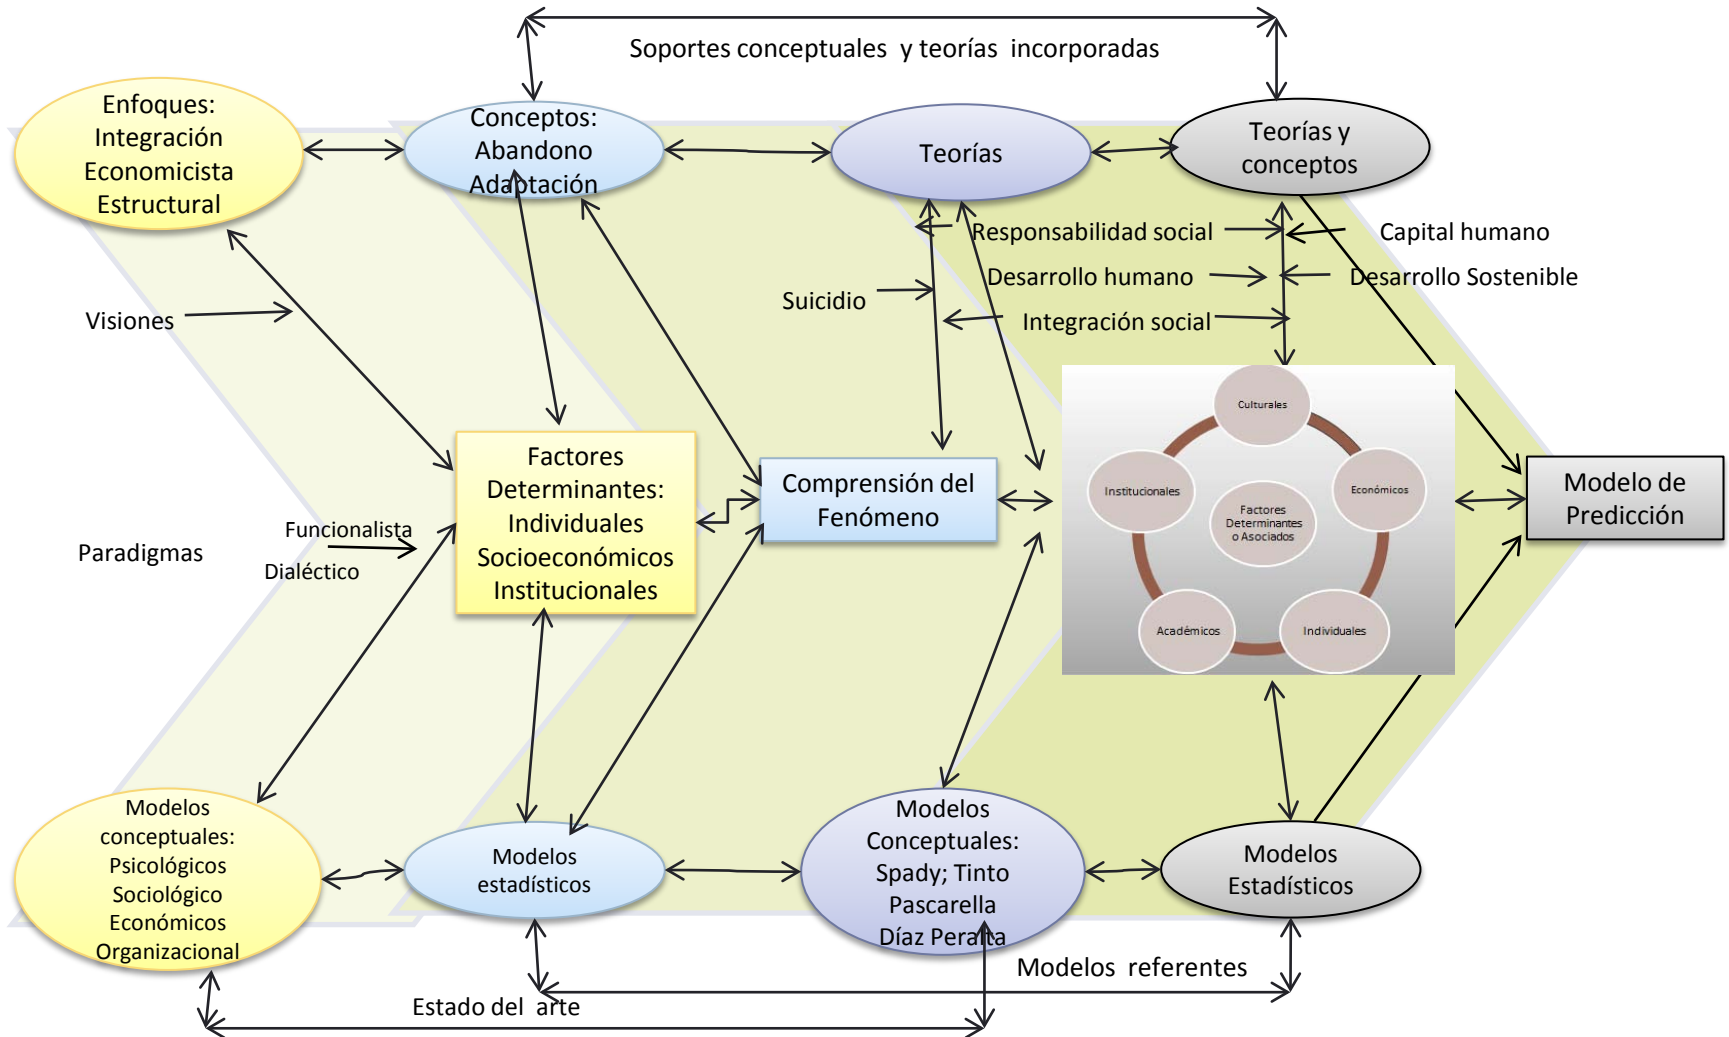 Soportes conceptuales y teorías incorporadas
Enfoques:
Integración
Economicista
Estructural
Conceptos:
Abandono
Adaptación
Teorías
Teorías y
conceptos
Responsabilidad social
Capital humano
Desarrollo humano
Desarrollo Sostenible
Suicidio
Integración social
Visiones
Paradigmas
Funcionalista
Dialéctico
Factores
Determinantes:
Individuales
Socioeconómicos
Institucionales
Comprensión del
Fenómeno
Culturales
Institucionales
Económicos
Factores
Determinantes
o Asociados
Académicos
Individuales
Modelo de
Predicción
Modelos
conceptuales:
Psicológicos
Sociológico
Económicos
Organizacional
Modelos
estadísticos
Modelos
Conceptuales:
Spady; Tinto
Pascarella
Díaz Peralta
Modelos
Estadísticos
Modelos referentes
Estado del arte